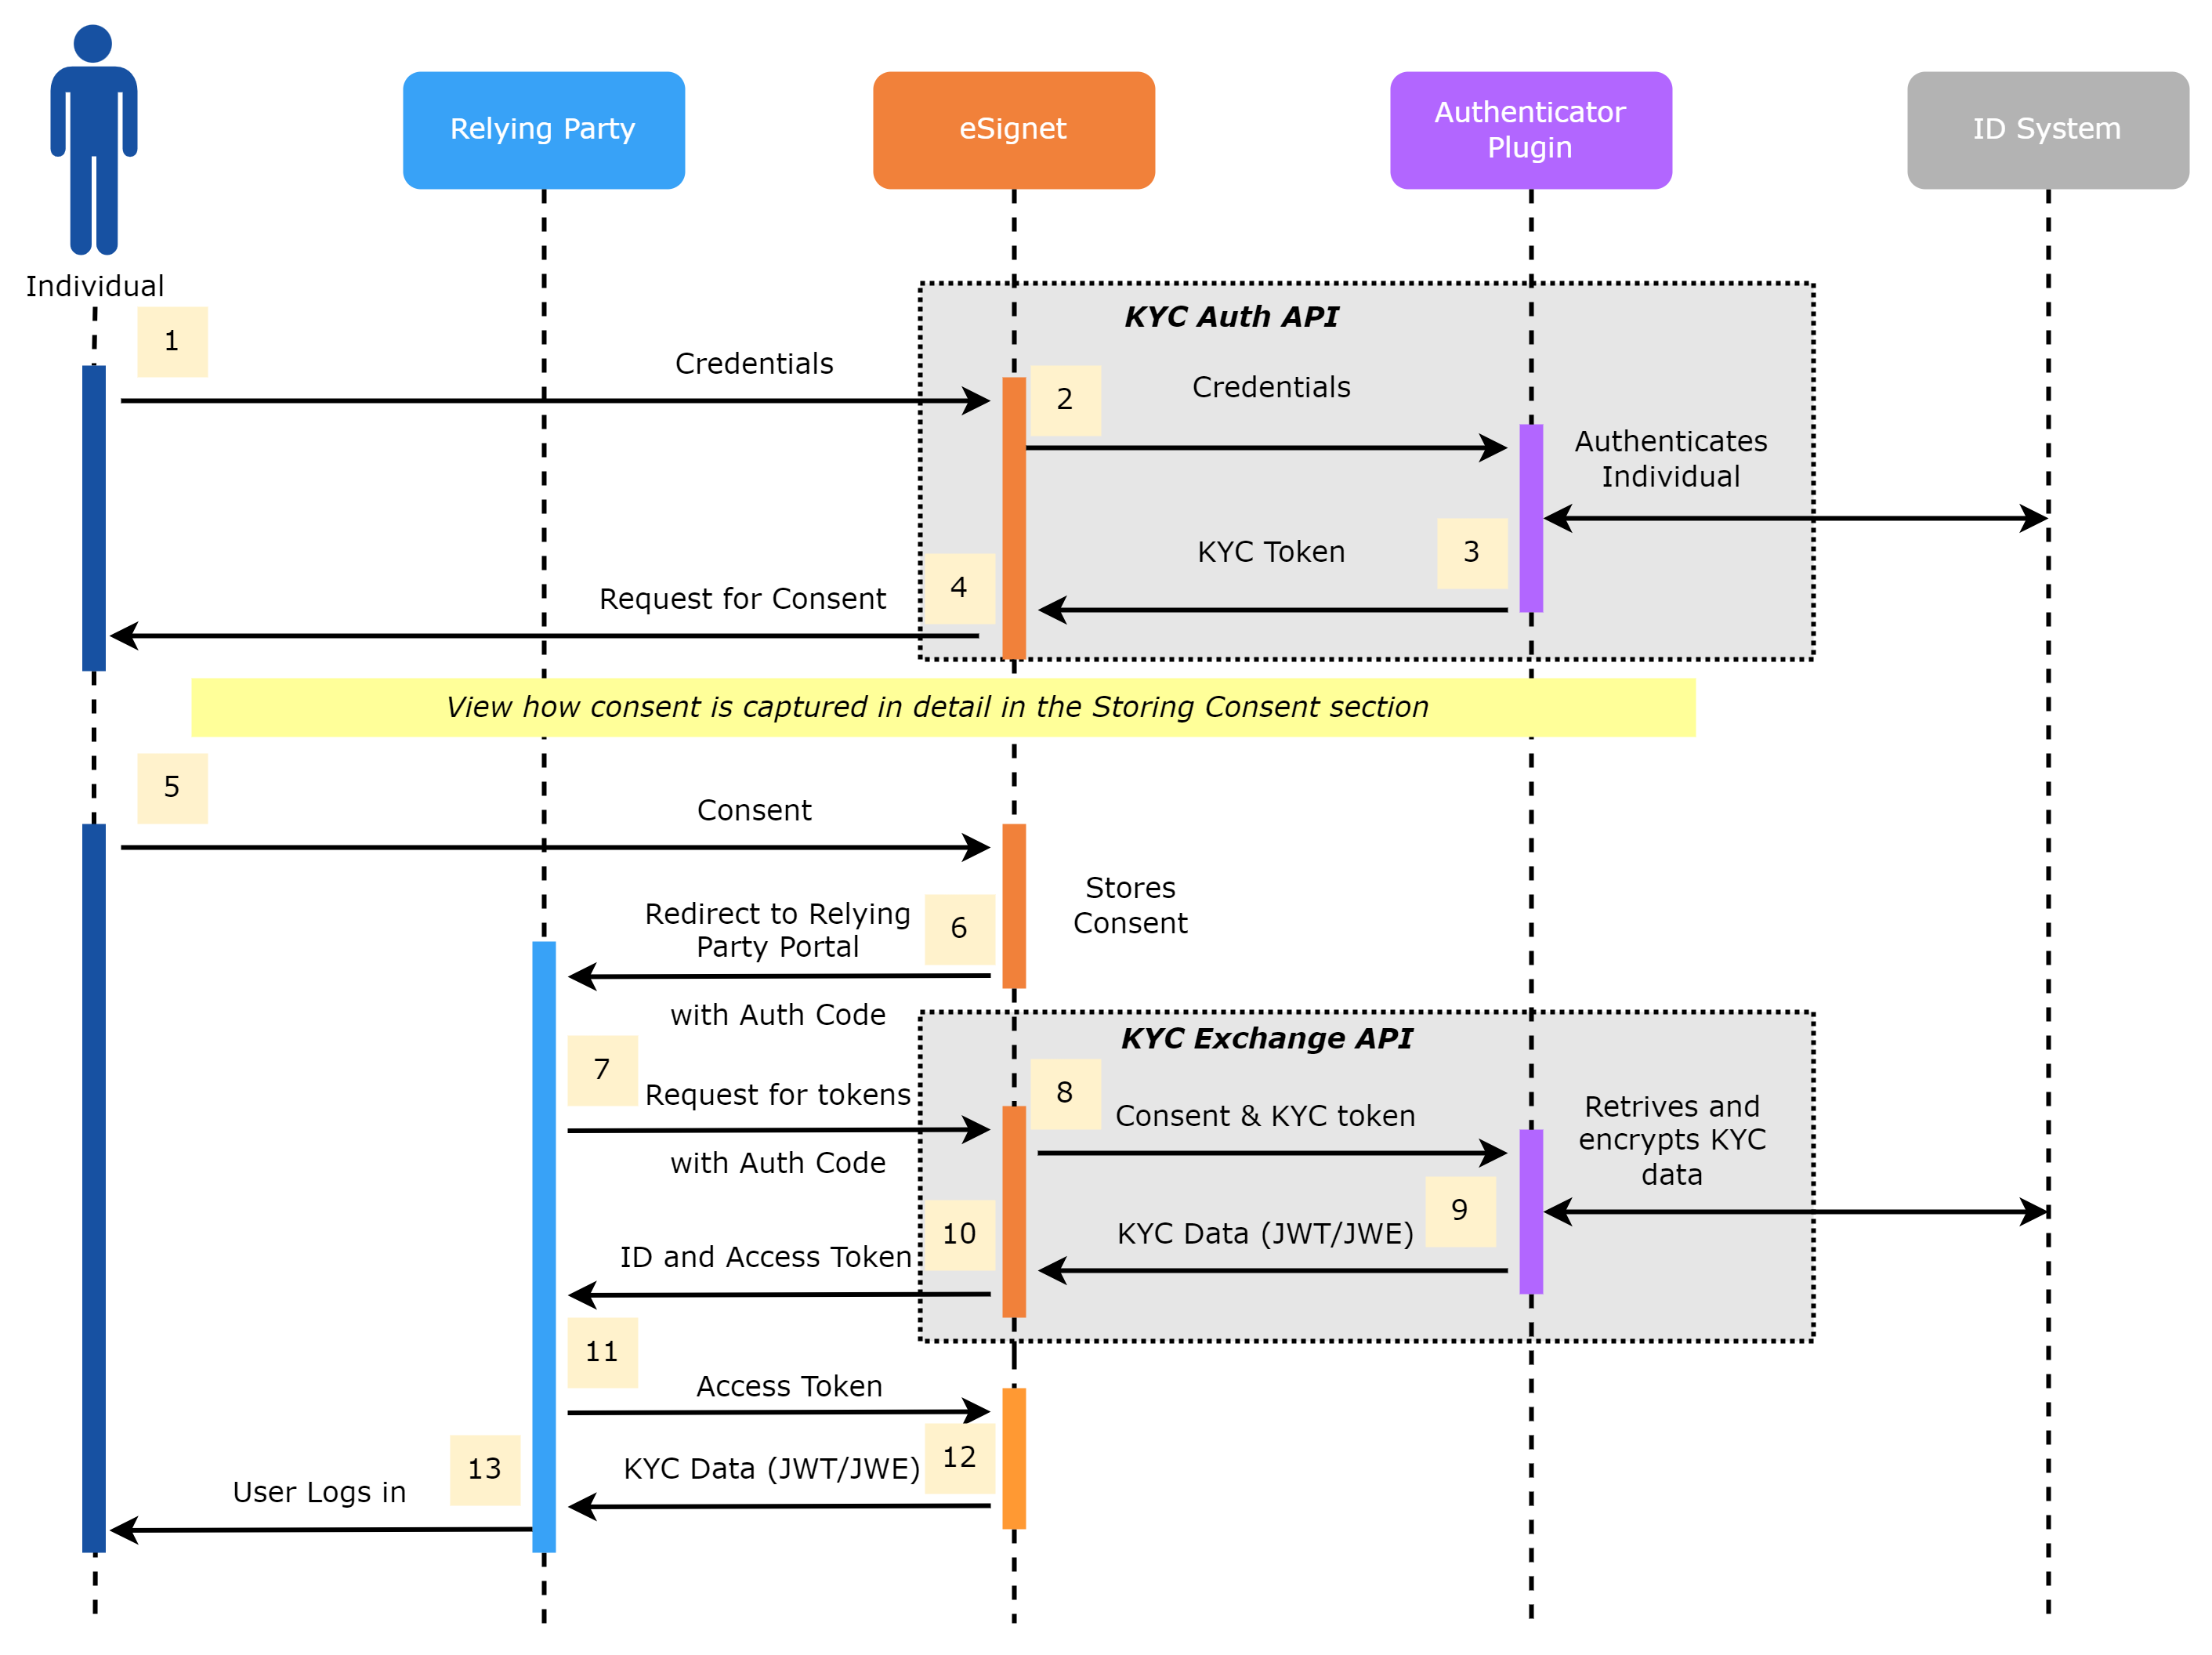 Relying Party
eSignet
Authenticator
Plugin
ID System
Individual
KYC Auth API
1
Credentials
2
Credentials
Authenticates
Individual
KYC Token
3
4
Request for Consent
View how consent is captured in detail in the Storing Consent section
5
Consent
Stores
Consent
Redirect to Relying
Party Portal
6
with Auth Code
KYC Exchange API
7
Request for tokens
8
Consent & KYC token
Retrives and
encrypts KYC
data
with Auth Code
9
10
KYC Data (JWT/JWE)
ID and Access Token
11
Access Token
12
KYC Data (JWT/JWE)
13
User Logs in